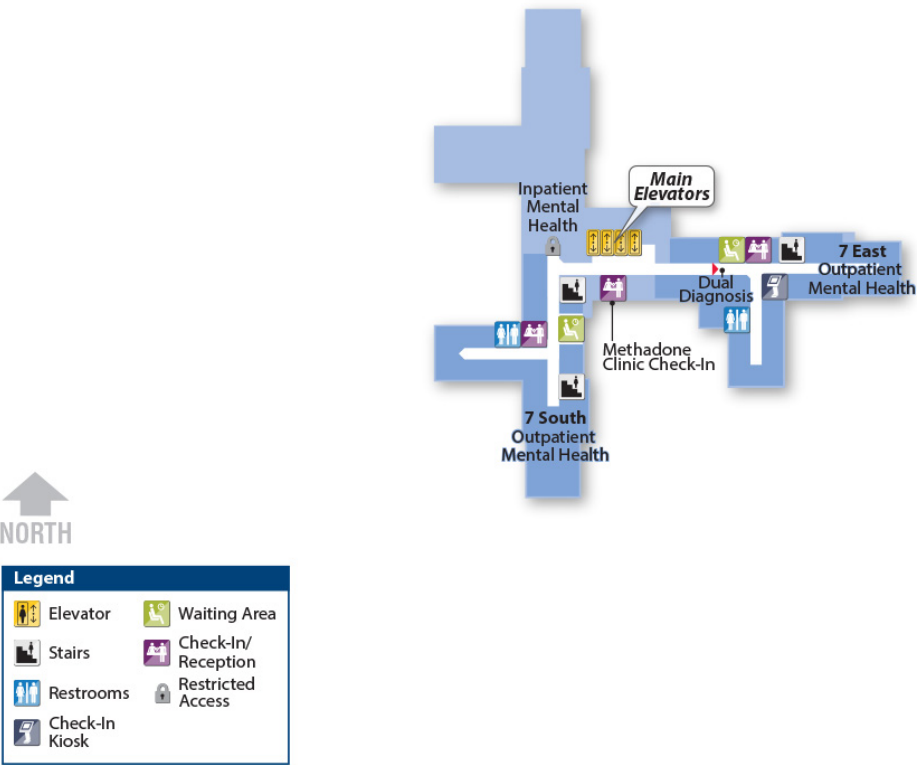 Inpatient
Mental
Health
Main
Elevators
7 East
Outpatient
Mental Health
Dual
Diagnosis
Methadone
Clinic Check-In
7 South
Outpatient
Mental Health
NORTH
Legend
Elevator
Waiting Area
Stairs
Check-In/
Reception
Restrooms
Restricted
Access
Check-In
Kiosk